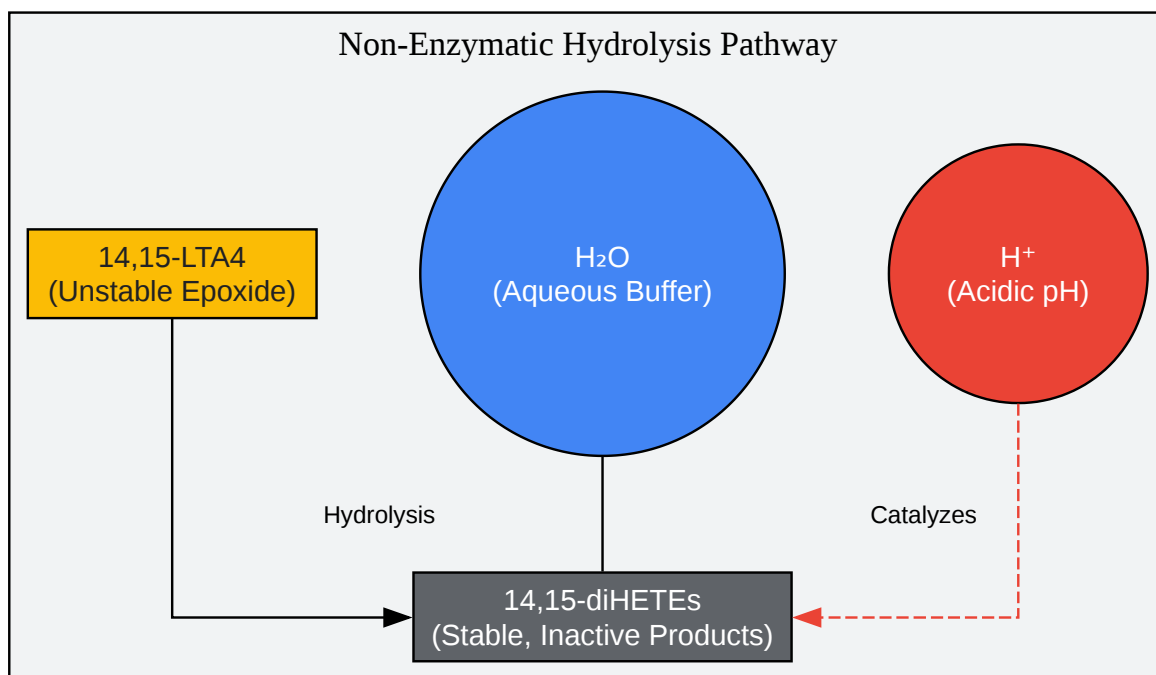 Non-Enzymatic Hydrolysis Pathway
14,15-LTA4
(Unstable Epoxide)
H₂O
(Aqueous Buffer)
H⁺
(Acidic pH)
Hydrolysis
Catalyzes
14,15-diHETEs
(Stable, Inactive Products)